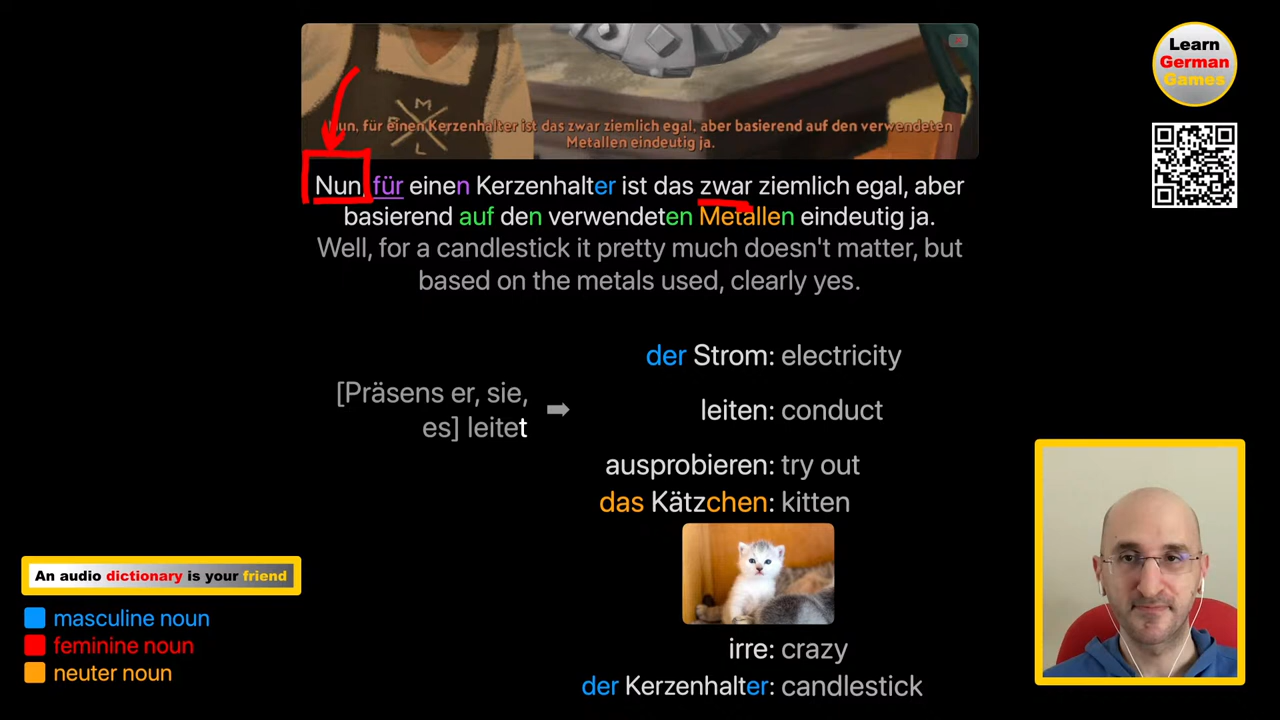 Nun, für einen Kerzenhalter ist das zwar ziemlich egal, aber basierend auf den verwendeten
Metallen eindeutig ja.
Nun, für einen Kerzenhalter ist das zwar ziemlich egal, aber
basierend auf den verwendeten Metallen eindeutig ja.
Well, for a candlestick it pretty much doesn't matter, but
based on the metals used, clearly yes.
der Strom: electricity
[Präsens er, sie,
es] leitet
➡
leiten: conduct
ausprobieren: try out
das Kätzchen: kitten
irre: crazy
der Kerzenhalter: candlestick
An audio dictionary is your friend
masculine noun
feminine noun
neuter noun
Learn
German
Games